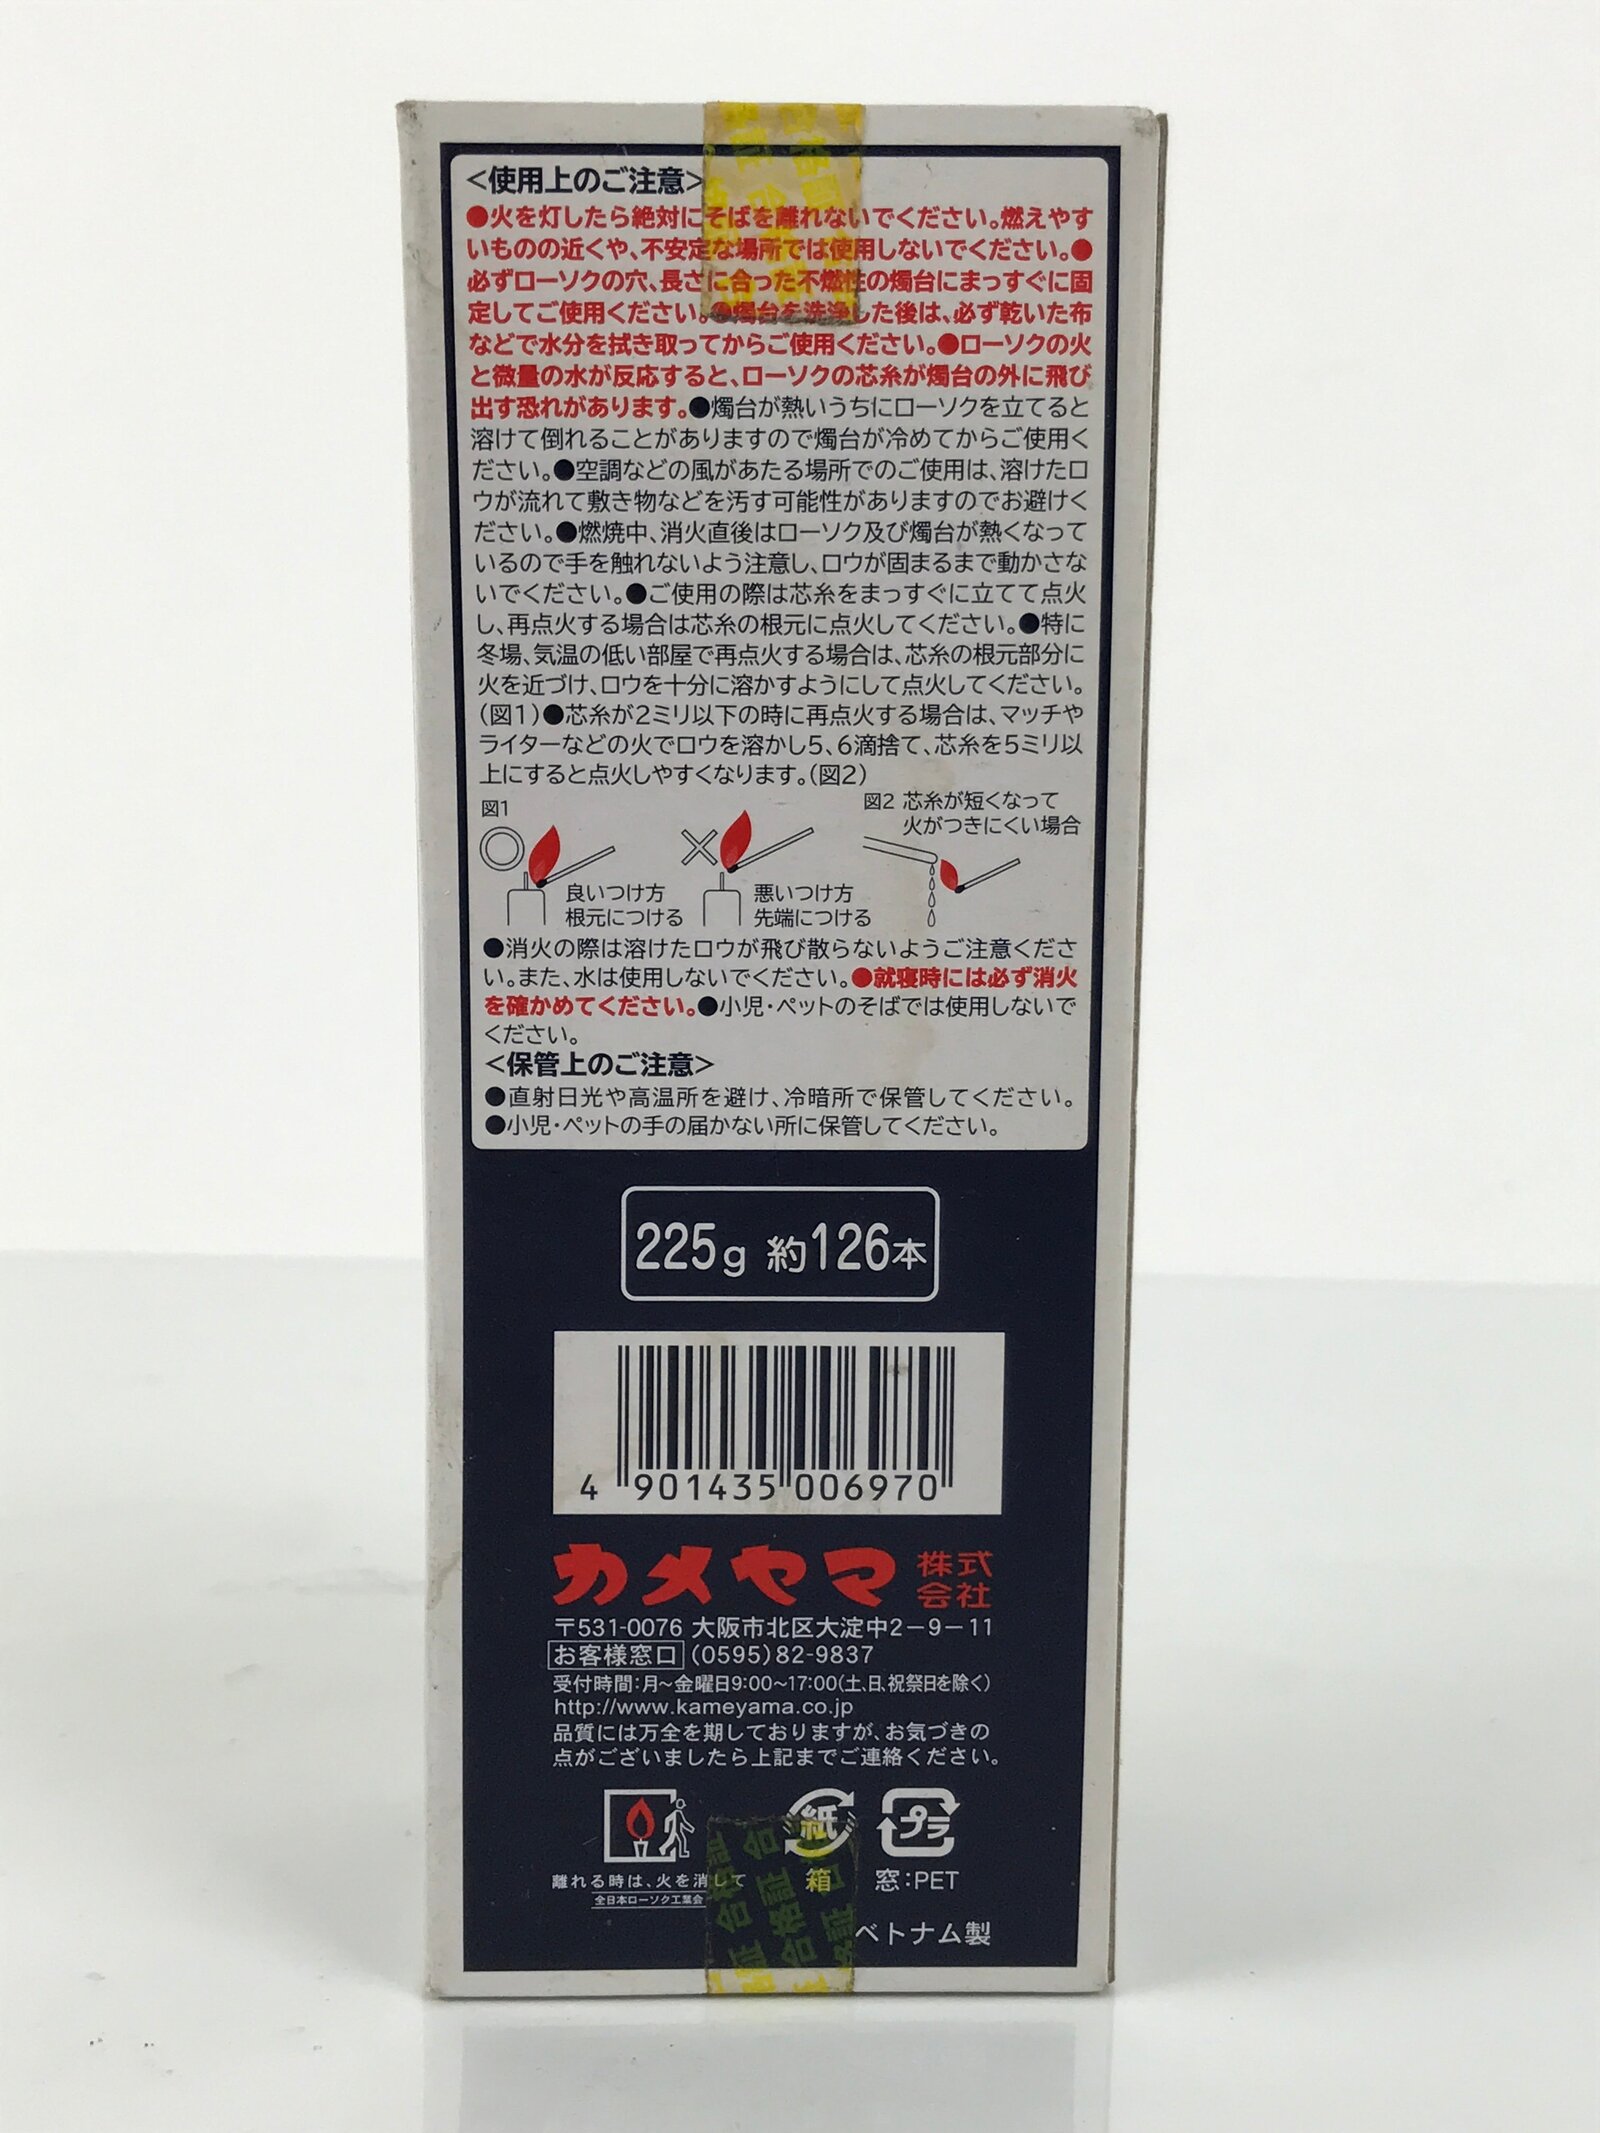 <使用上のご注意>
●火を灯したら絶対にそばを離れないでください。燃えやす
いものの近くや、不安定な場所では使用しないでください。●
必ずローソクの穴、長さに合った不燃性の燭台にまっすぐに固
定してご使用ください。●燭台を洗浄した後は、必ず乾いた布
などで水分を拭き取ってからご使用ください。●ローソクの火
と微量の水が反応すると、ローソクの芯糸が燭台の外に飛び
出す恐れがあります。●燭台が熱いうちにローソクを立てると
溶けて倒れることがありますので燭台が冷めてからご使用く
ださい。●空調などの風があたる場所でのご使用は、溶けたロ
ウが流れて敷き物などを汚す可能性がありますのでお避けく
ださい。●燃焼中、消火直後はローソク及び燭台が熱くなって
いるので手を触れないよう注意し、ロウが固まるまで動かさな
いでください。●ご使用の際は芯糸をまっすぐに立てて点火
し、再点火する場合は芯糸の根元に点火してください。●特に
冬場、気温の低い部屋で再点火する場合は、芯糸の根元部分に
火を近づけ、ロウを十分に溶かすようにして点火してください。
(図1)●芯糸が2ミリ以下の時に再点火する場合は、マッチや
ライターなどの火でロウを溶かし5、6滴捨て、芯糸を5ミリ以
上にすると点火しやすくなります。(図2)
図1
良いつけ方
根元につける
悪いつけ方
先端につける
図2 芯糸が短くなって
火がつきにくい場合
●消火の際は溶けたロウが飛び散らないようご注意くださ
い。また、水は使用しないでください。●就寝時には必ず消火
を確かめてください。●小児・ペットのそばでは使用しないで
ください。
<保管上のご注意>
●直射日光や高温所を避け、冷暗所で保管してください。
●小児・ペットの手の届かない所に保管してください。
225g 約126本
4 901435 006970
カメヤマ 株式会社
〒531-0076 大阪市北区大淀中2-9-11
お客様窓口 (0595)82-9837
受付時間:月~金曜日9:00~17:00(土、日、祝祭日を除く)
http://www.kameyama.co.jp
品質には万全を期しておりますが、お気づきの
点がございましたら上記までご連絡ください。
離れる時は、火を消して
全日本ローソク工業会
紙
箱
プラ
窓:PET
ベトナム製
合格証